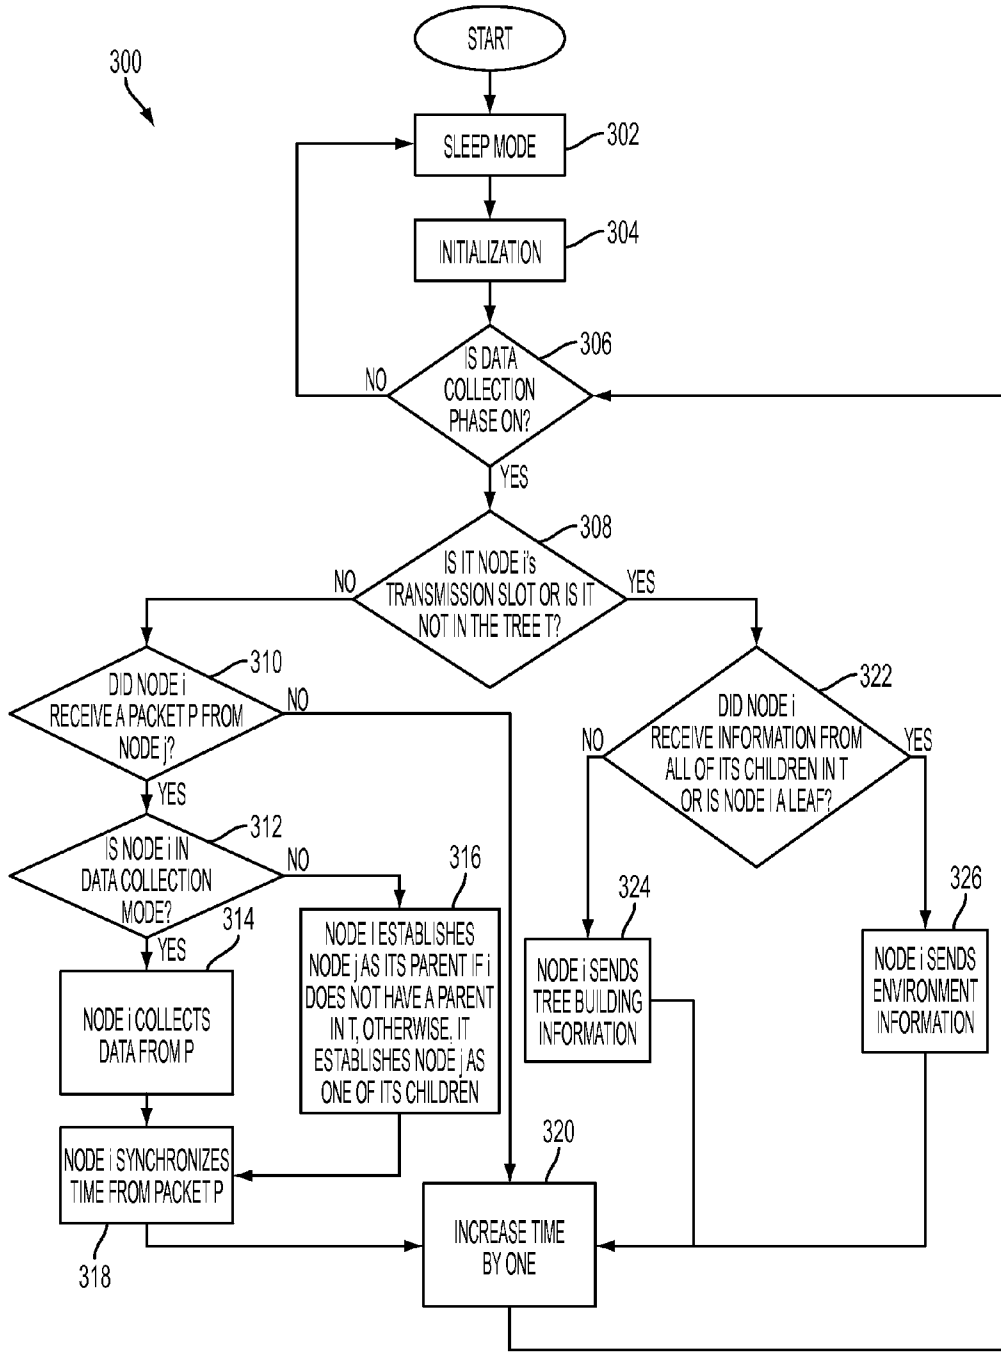 START
300
SLEEP MODE
302
INITIALIZATION
304
306
IS DATA
COLLECTION
PHASE ON?
NO
YES
308
IS IT NODE i's
TRANSMISSION SLOT OR IS IT
NOT IN THE TREE T?
NO
YES
310
DID NODE i
RECEIVE A PACKET P FROM
NODE j?
NO
YES
322
DID NODE i
RECEIVE INFORMATION FROM
ALL OF ITS CHILDREN IN T
OR IS NODE i A LEAF?
NO
YES
312
IS NODE i IN
DATA COLLECTION
MODE?
NO
YES
314
NODE i COLLECTS
DATA FROM P
316
NODE i ESTABLISHES
NODE j AS ITS PARENT IF i
DOES NOT HAVE A PARENT
IN T, OTHERWISE, IT
ESTABLISHES NODE j AS
ONE OF ITS CHILDREN
324
NODE i SENDS
TREE BUILDING
INFORMATION
326
NODE i SENDS
ENVIRONMENT
INFORMATION
NODE i SYNCHRONIZES
TIME FROM PACKET P
318
320
INCREASE TIME
BY ONE